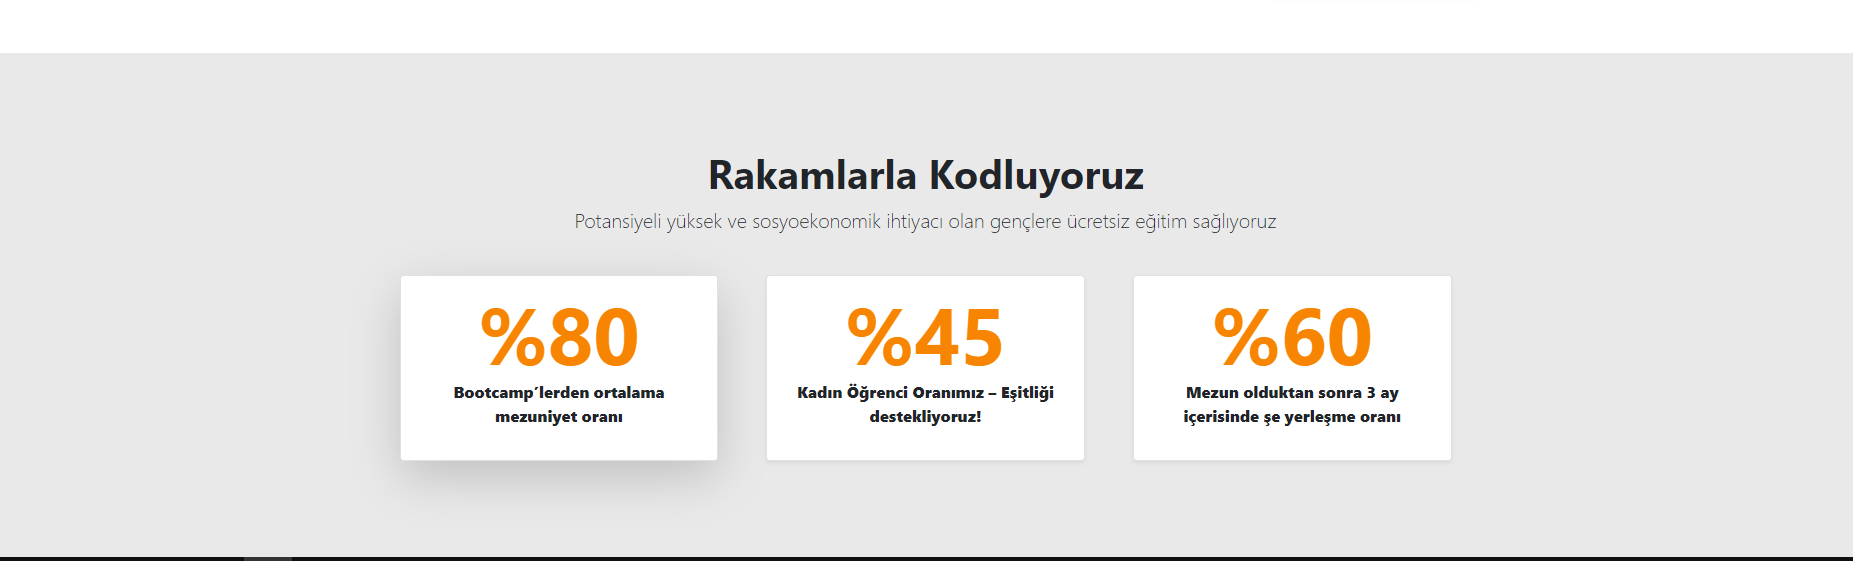 Rakamlarla Kodluyoruz
Potansiyeli yüksek ve sosyoekonomik ihtiyacı olan gençlere ücretsiz eğitim sağlıyoruz
%80
Bootcamp’lerden ortalama
mezuniyet oranı
%45
Kadın Öğrenci Oranımız – Eşitliği
destekliyoruz!
%60
Mezun olduktan sonra 3 ay
içerisinde şe yerleşme oranı